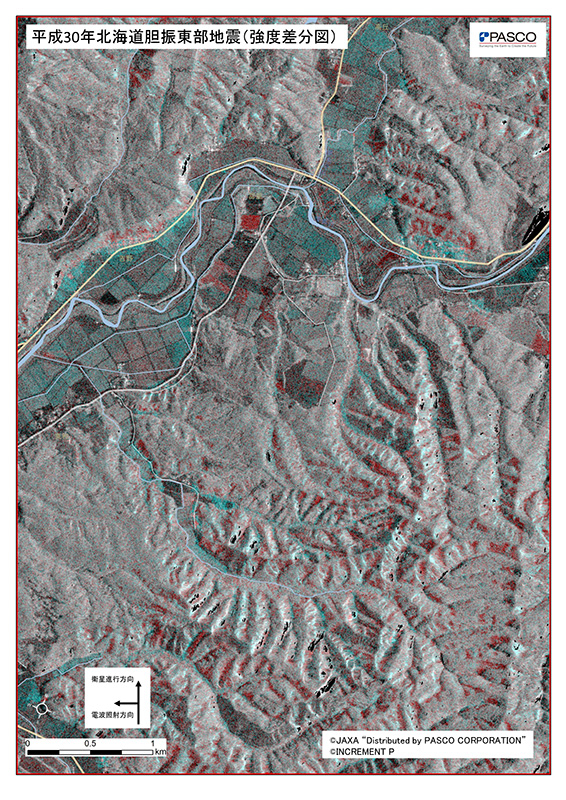 平成30年北海道胆振東部地震(強度差分図)
PASCO
Surveying the Earth to Create the Future
衛星進行方向
電波照射方向
0 0.5 1
km
©JAXA "Distributed by PASCO CORPORATION"
©INCREMENT P